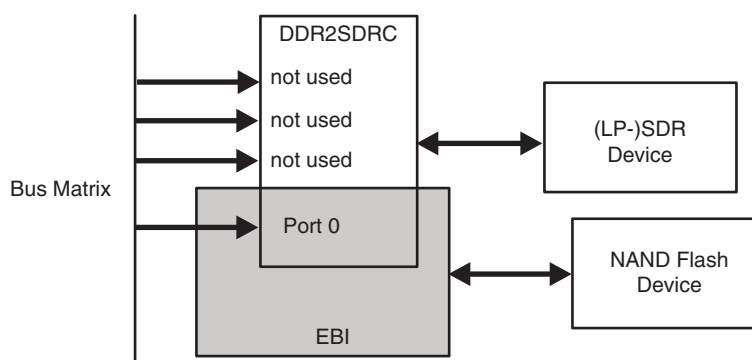 DDR2SDRC
not used
not used
not used
Bus Matrix
Port 0
EBI
(LP-)SDR
Device
NAND Flash
Device